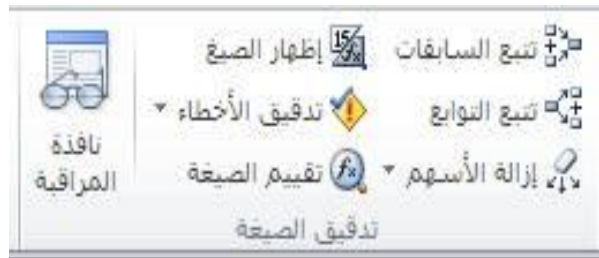 تتبع السابقات
تتبع التوابع
إزالة الأسهم
إظهار الصيغ
تدقيق الأخطاء
تقييم الصيغة
نافذة
المراقبة
تدقيق الصيغة